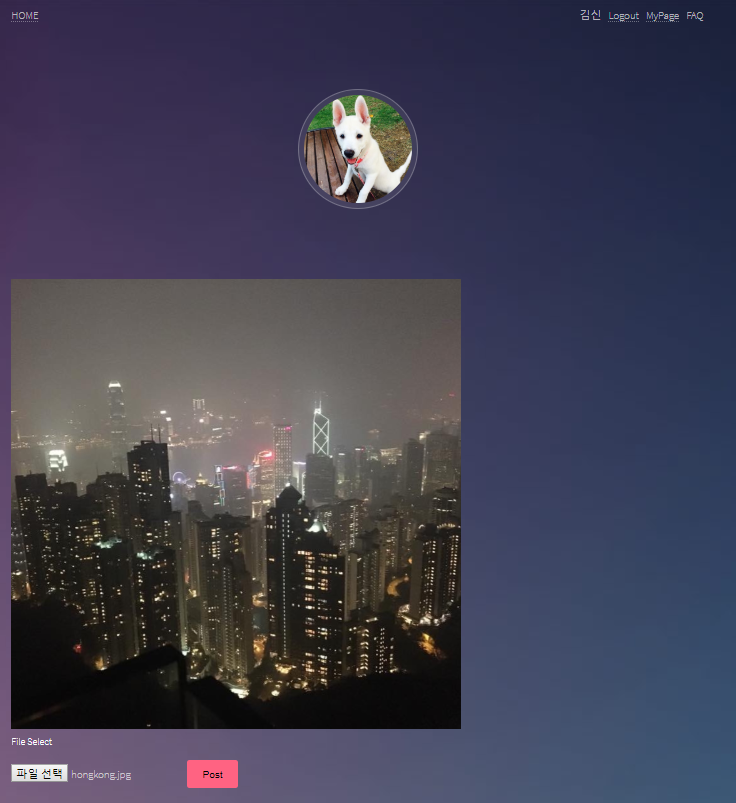 HOME 김신 Logout MyPage FAQ
File Select
파일 선택 hongkong.jpg Post